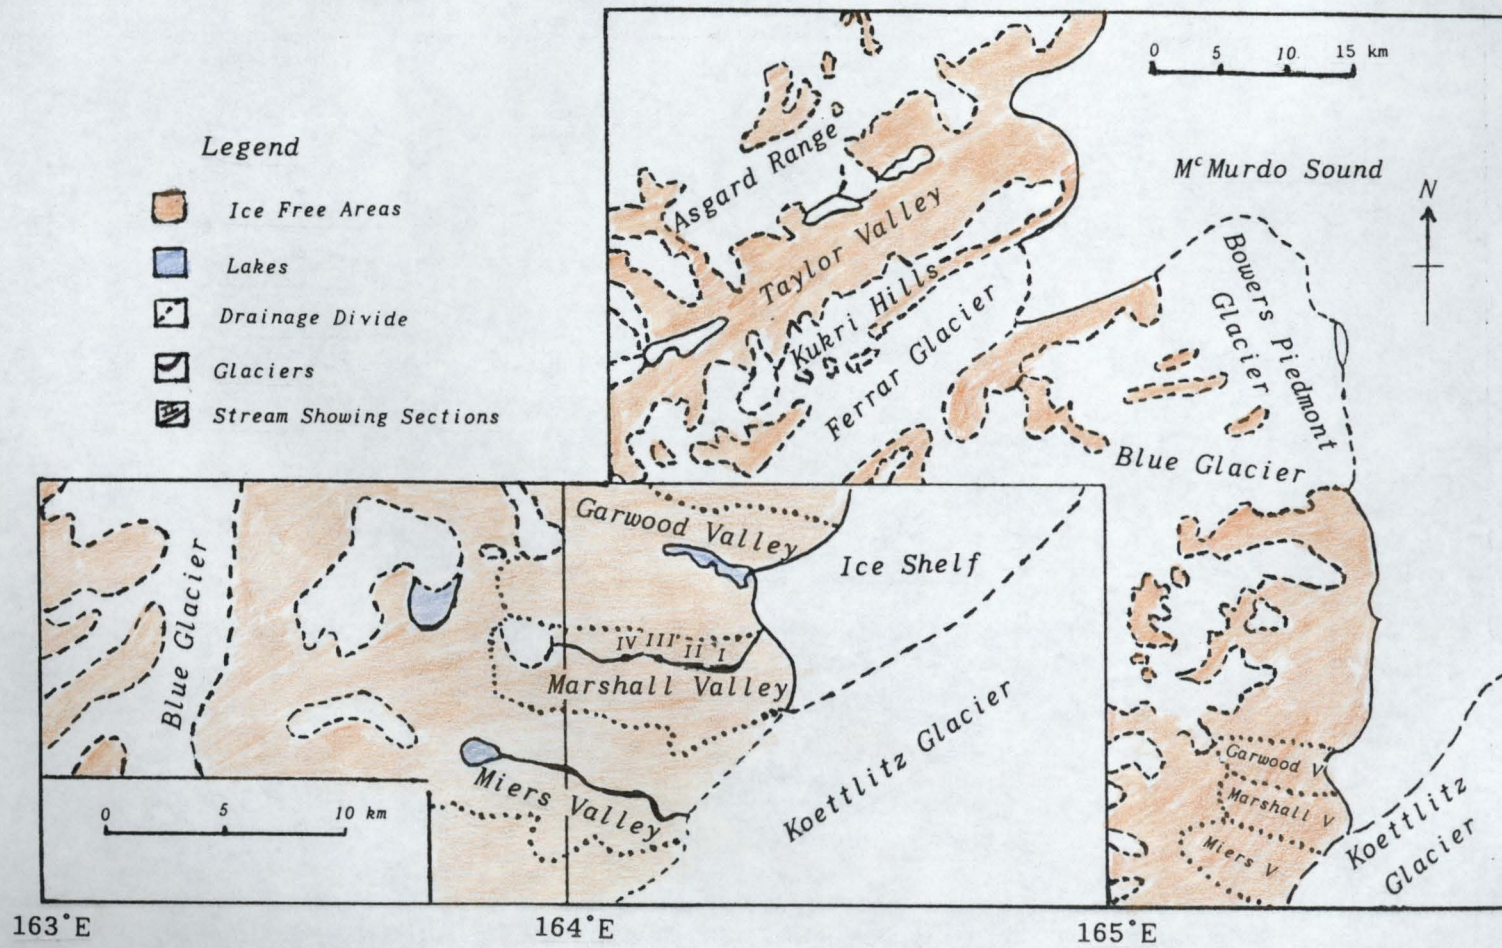 0 5 10 15 km
Legend
Ice Free Areas
Lakes
Drainage Divide
Glaciers
Stream Showing Sections
McMurdo Sound
N
Asgard Range
Taylor Valley
Kukri Hills
Ferrar Glacier
Bowers Piedmont
Glacier
Blue Glacier
Garwood Valley
Ice Shelf
Blue Glacier
IV III II I
Marshall Valley
Koettlitz Glacier
Miers Valley
0 5 10 km
Garwood V
Marshall V
Miers V
Koettlitz
Glacier
163°E 164°E 165°E